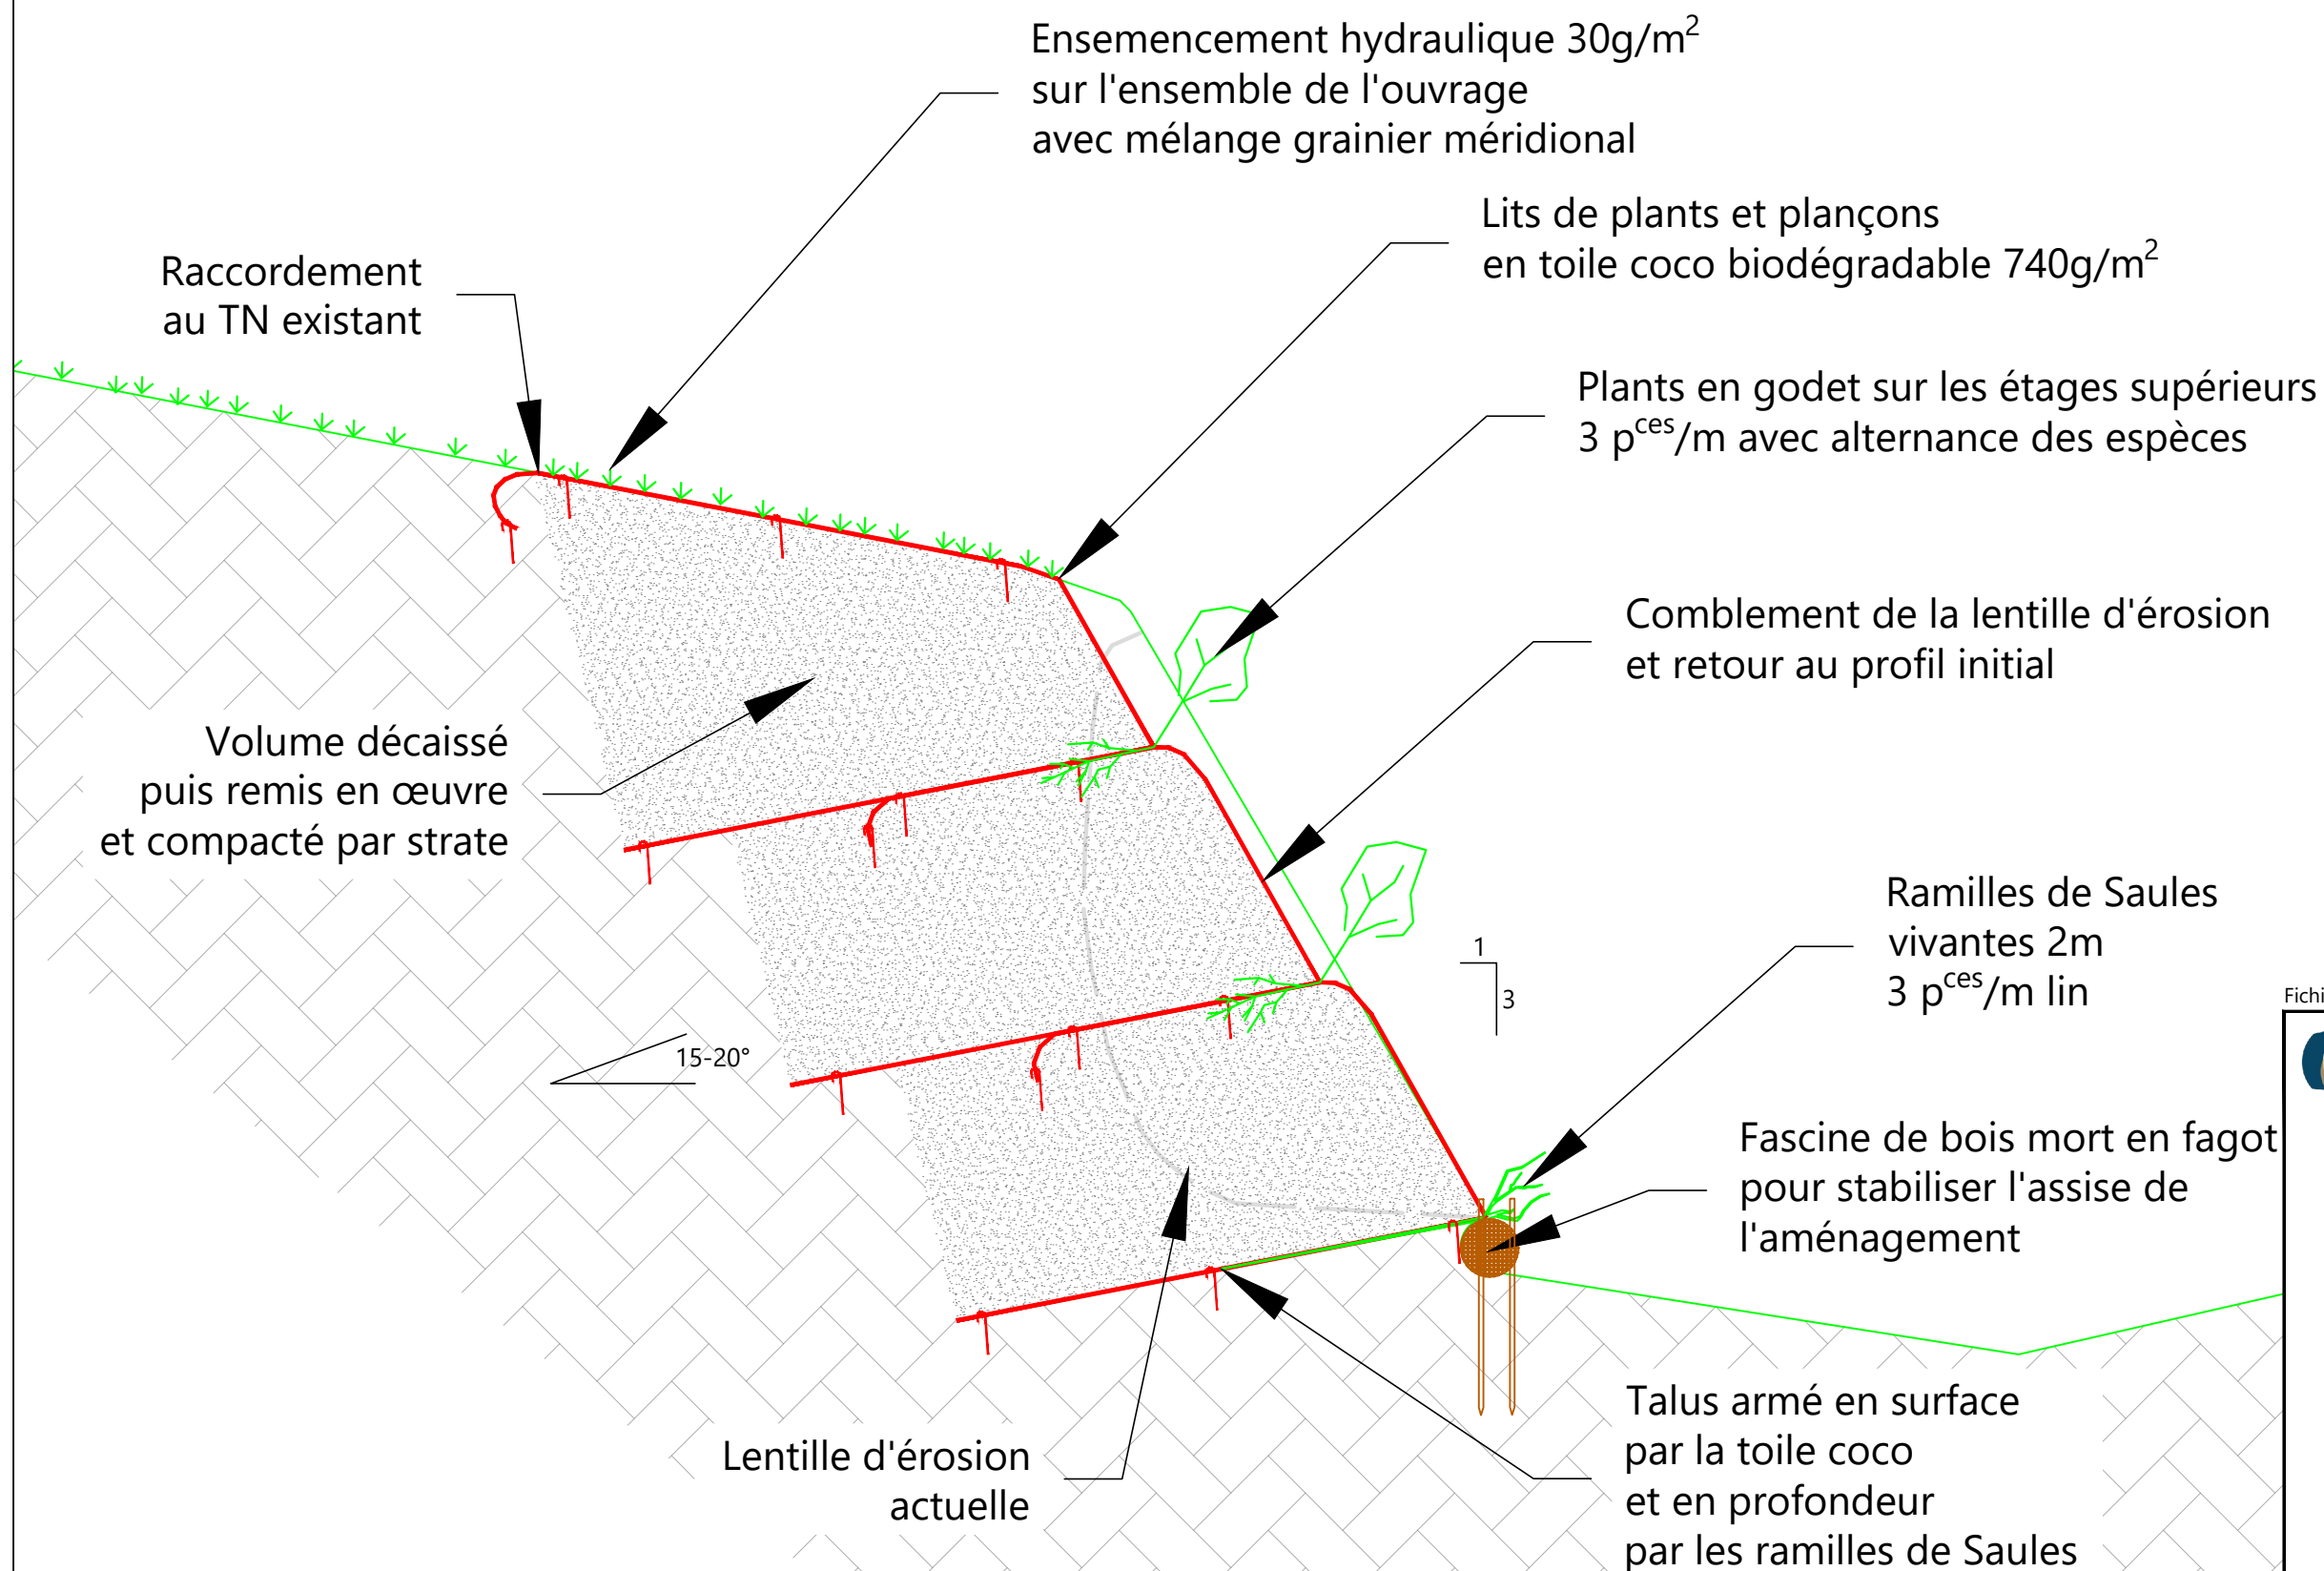 Ensemencement hydraulique 30g/m²
sur l'ensemble de l'ouvrage
avec mélange grainier méridional
Lits de plants et plançons
en toile coco biodégradable 740g/m²
Raccordement
au TN existant
Plants en godet sur les étages supérieurs
3 pces/m avec alternance des espèces
Comblement de la lentille d'érosion
et retour au profil initial
Volume décaissé
puis remis en œuvre
et compacté par strate
Ramilles de Saules
vivantes 2m
3 pces/m lin
1
3
15-20°
Fascine de bois mort en fagot
pour stabiliser l'assise de
l'aménagement
Talus armé en surface
par la toile coco
et en profondeur
par les ramilles de Saules
Lentille d'érosion
actuelle